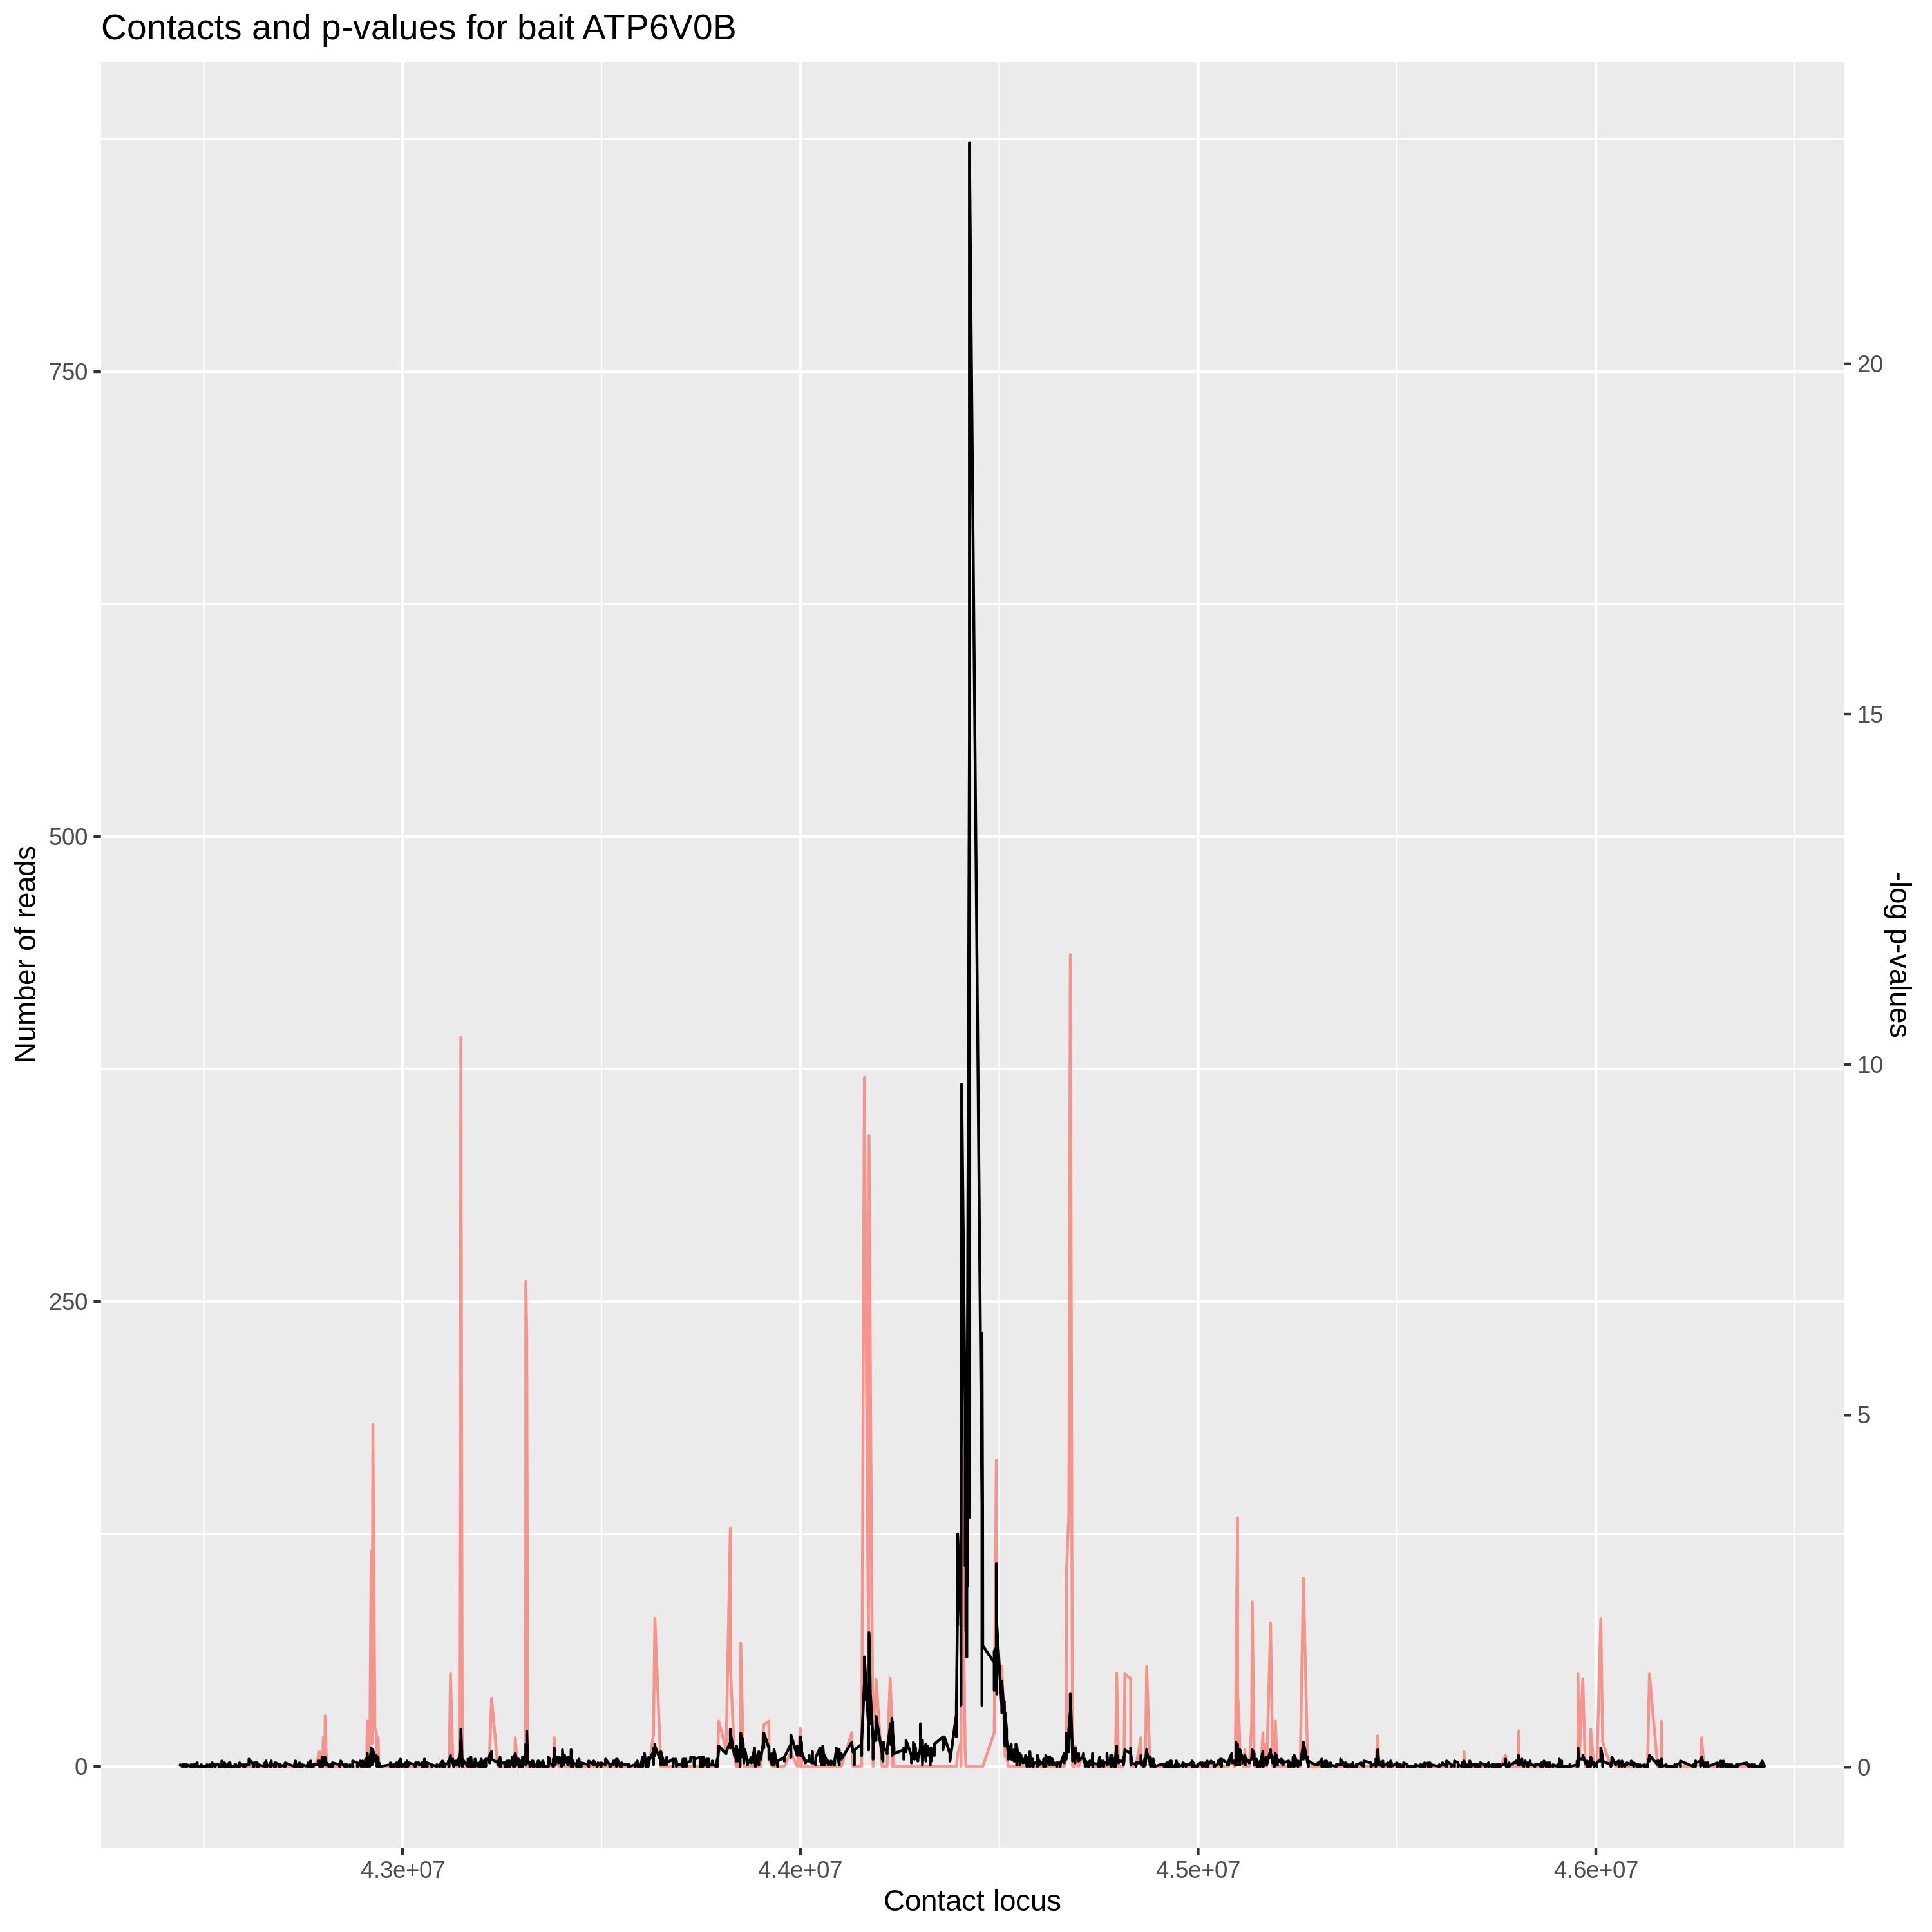 Contacts and p-values for bait ATP6V0B
Number of reads
750
500
250
0
20
15
10
5
0
-log p-values
4.3e+07
4.4e+07
4.5e+07
4.6e+07
Contact locus